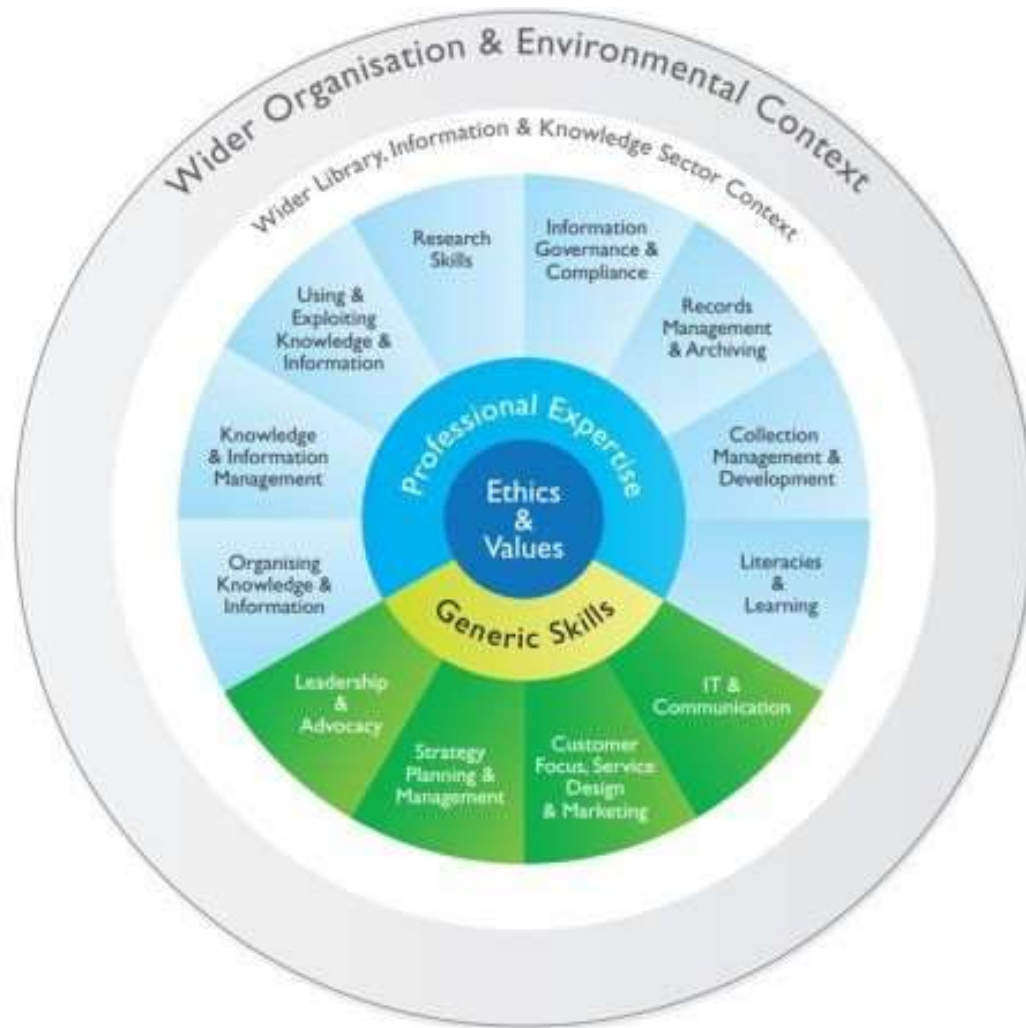 Wider Organisation & Environmental Context
Wider Library, Information & Knowledge Sector Context
Research
Skills
Information
Governance &
Compliance
Using &
Exploiting
Knowledge &
Information
Records
Management
& Archiving
Knowledge
& Information
Management
Collection
Management &
Development
Organising
Knowledge &
Information
Literacies
&
Learning
Professional Expertise
Ethics
&
Values
Generic Skills
Leadership
&
Advocacy
Strategy
Planning &
Management
Customer
Focus, Service
Design
& Marketing
IT &
Communication